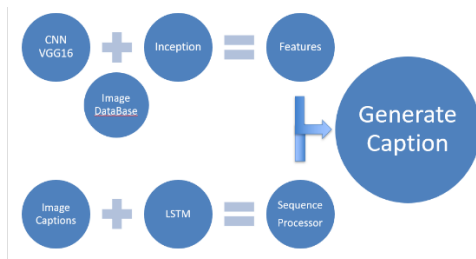 CNN
VGG16
Inception
Features
Image
DataBase
Generate
Caption
Image
Captions
LSTM
Sequence
Processor